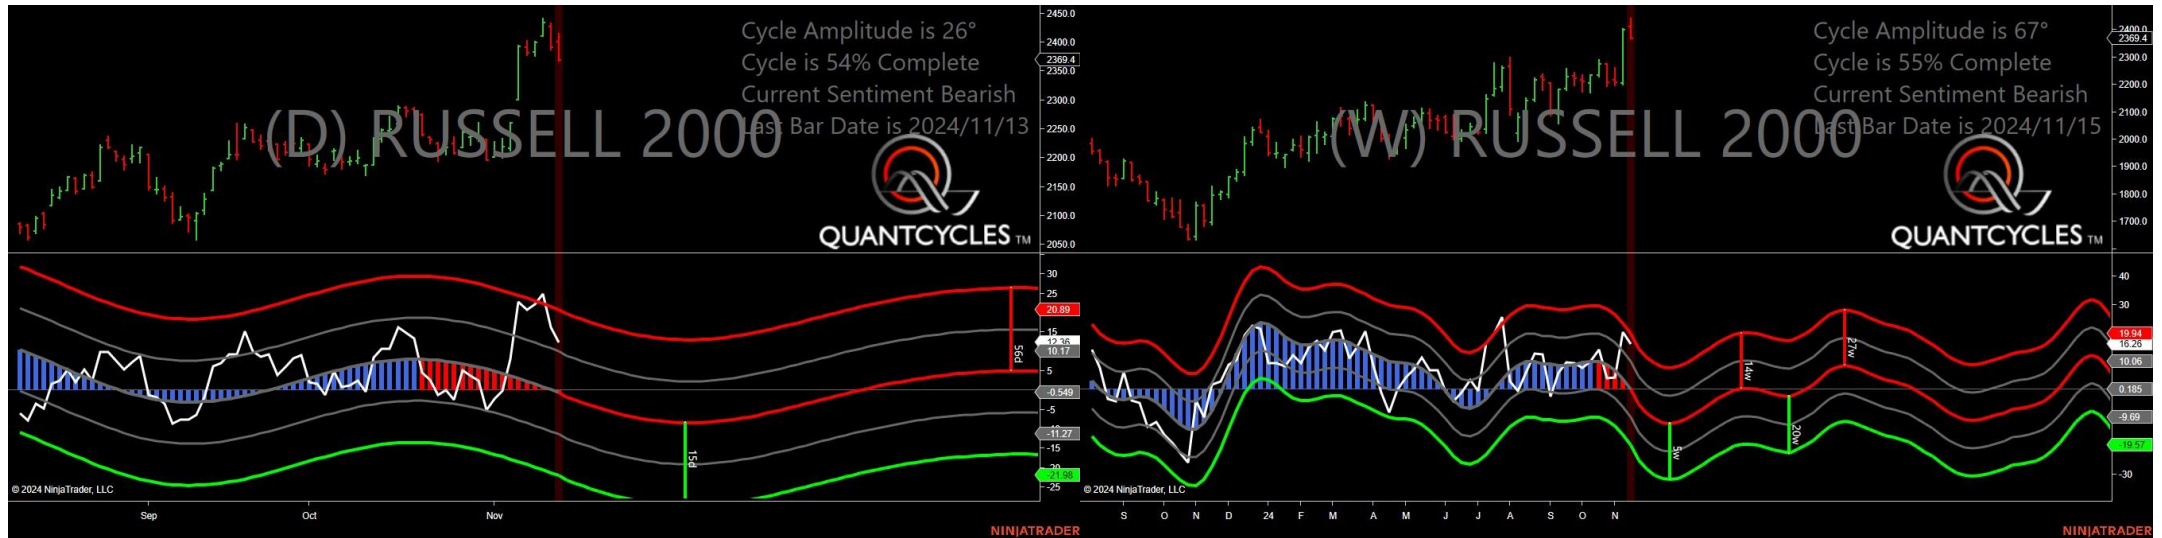 Cycle Amplitude is 26°
Cycle is 54% Complete
Current Sentiment Bearish
Last Bar Date is 2024/11/13
(D) RUSSELL 2000
QUANTCYCLES TM
2450.0
2400.0
2369.4
2350.0
2300.0
2250.0
2200.0
2150.0
2100.0
2050.0
30
25
20.89
15
12.36
10.17
5
-0.549
-5
-11.27
-15
-21.98
-25
56d
15d
© 2024 NinjaTrader, LLC
Sep Oct Nov
NINJATRADER
Cycle Amplitude is 67°
Cycle is 55% Complete
Current Sentiment Bearish
Last Bar Date is 2024/11/15
(W) RUSSELL 2000
QUANTCYCLES TM
2400.0
2369.4
2300.0
2200.0
2100.0
2000.0
1900.0
1800.0
1700.0
40
30
19.94
16.26
10.06
0.185
-9.69
-19.57
-30
14w
27w
5w
20w
© 2024 NinjaTrader, LLC
S O N D 24 F M A M J J A S O N
NINJATRADER